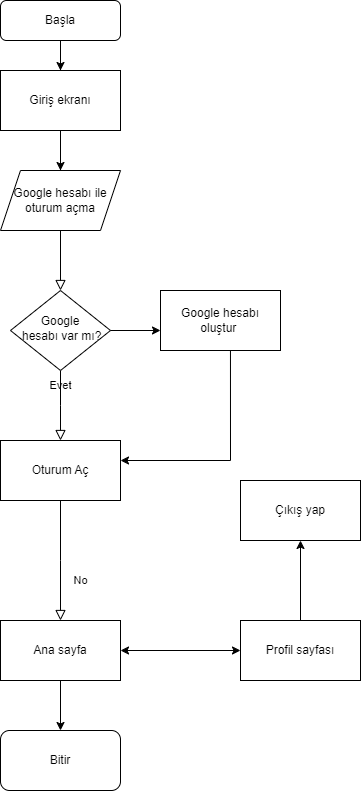 Başla
Giriş ekranı
Google hesabı ile
oturum açma
Google
hesabı var mı?
Google hesabı
oluştur
Evet
Oturum Aç
Çıkış yap
No
Ana sayfa
Profil sayfası
Bitir